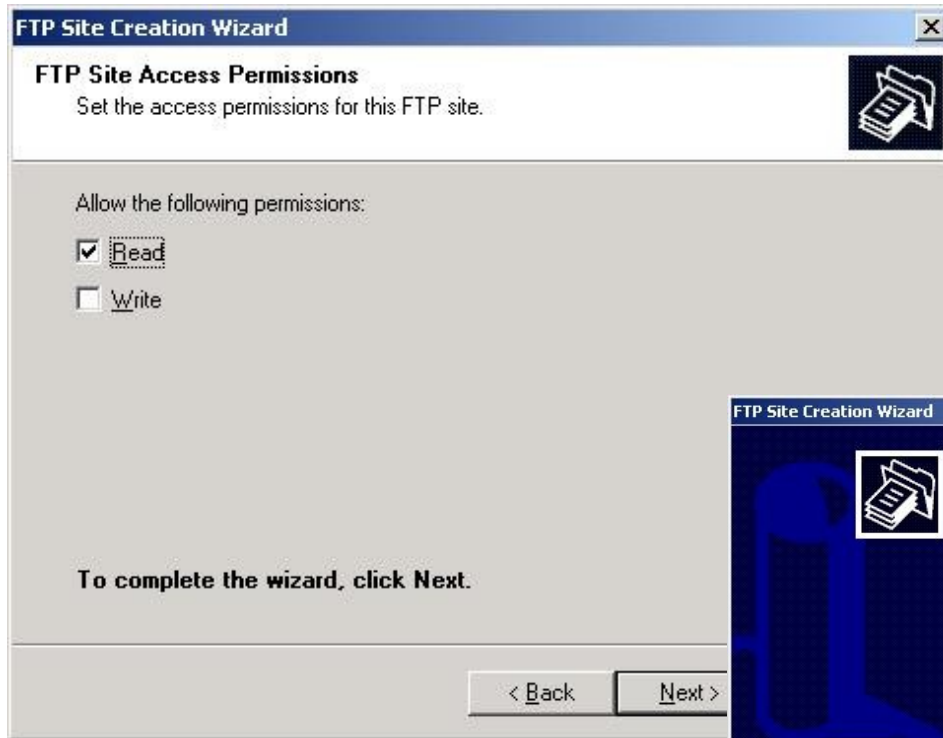 FTP Site Creation Wizard
FTP Site Access Permissions
Set the access permissions for this FTP site.
Allow the following permissions:
Read
Write
FTP Site Creation Wizard
To complete the wizard, click Next.
< Back
Next >